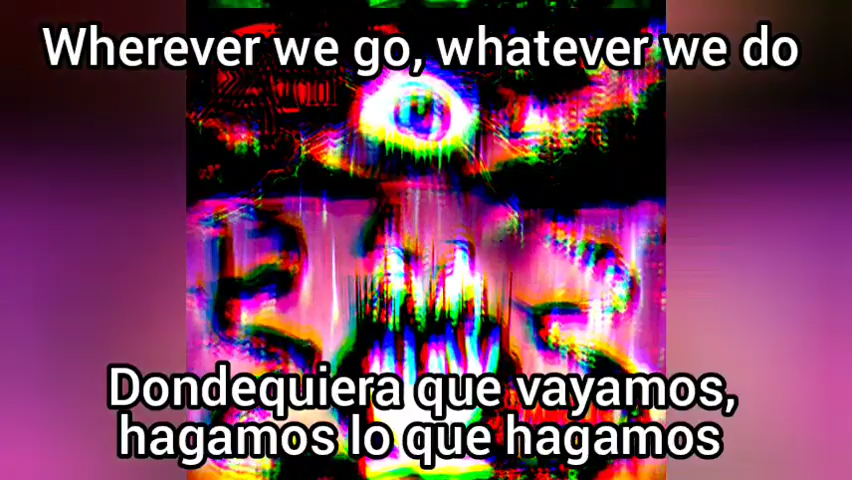 Wherever we go, whatever we do
Dondequiera que vayamos,
hagamos lo que hagamos